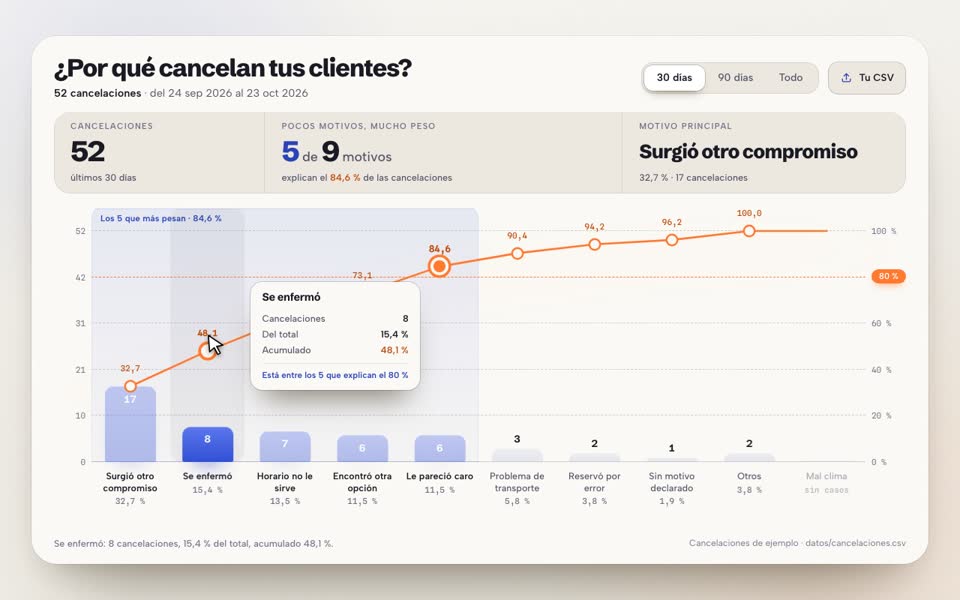 ¿Por qué cancelan tus clientes?
52 cancelaciones · del 24 sep 2026 al 23 oct 2026
30 días
90 días
Todo
Tu CSV
CANCELACIONES
52
últimos 30 días
POCOS MOTIVOS, MUCHO PESO
5 de 9 motivos
explican el 84,6 % de las cancelaciones
MOTIVO PRINCIPAL
Surgió otro compromiso
32,7 % · 17 cancelaciones
Los 5 que más pesan · 84,6 %
52
42
31
21
10
0
100 %
80 %
60 %
40 %
20 %
0 %
32,7
48,1
73,1
84,6
90,4
94,2
96,2
100,0
17
8
7
6
6
3
2
1
2
Se enfermó
Cancelaciones 8
Del total 15,4 %
Acumulado 48,1 %
Está entre los 5 que explican el 80 %
Surgió otro
compromiso
32,7 %
Se enfermó
15,4 %
Horario no le
sirve
13,5 %
Encontró otra
opción
11,5 %
Le pareció caro
11,5 %
Problema de
transporte
5,8 %
Reservó por
error
3,8 %
Sin motivo
declarado
1,9 %
Otros
3,8 %
Mal clima
sin casos
Se enfermó: 8 cancelaciones, 15,4 % del total, acumulado 48,1 %.
Cancelaciones de ejemplo · datos/cancelaciones.csv